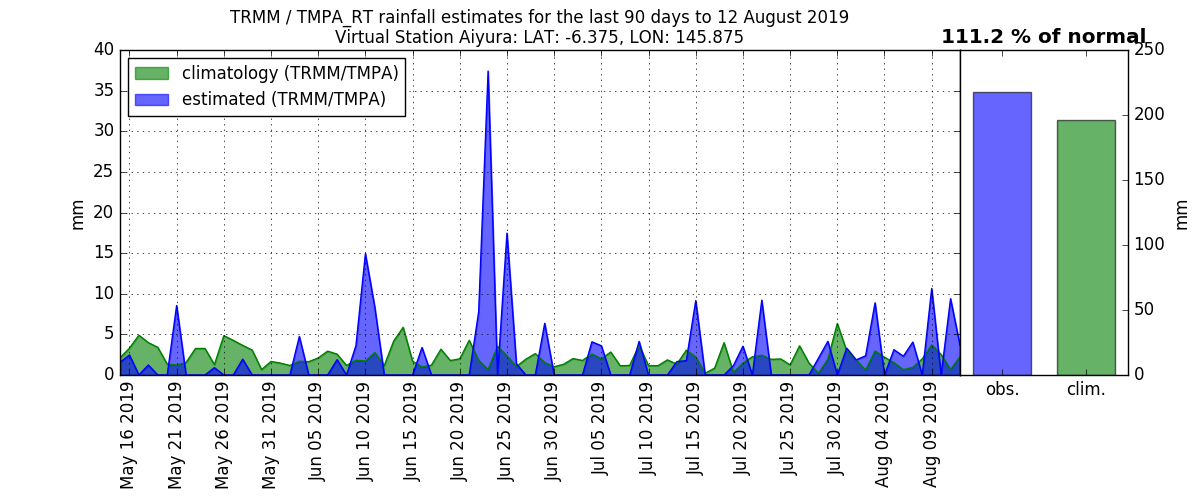 TRMM / TMPA_RT rainfall estimates for the last 90 days to 12 August 2019
Virtual Station Aiyura: LAT: -6.375, LON: 145.875
111.2 % of normal
climatology (TRMM/TMPA)
estimated (TRMM/TMPA)
40
35
30
25
20
15
10
5
0
mm
May 16 2019
May 21 2019
May 26 2019
May 31 2019
Jun 05 2019
Jun 10 2019
Jun 15 2019
Jun 20 2019
Jun 25 2019
Jun 30 2019
Jul 05 2019
Jul 10 2019
Jul 15 2019
Jul 20 2019
Jul 25 2019
Jul 30 2019
Aug 04 2019
Aug 09 2019
obs.
clim.
250
200
150
100
50
0
mm